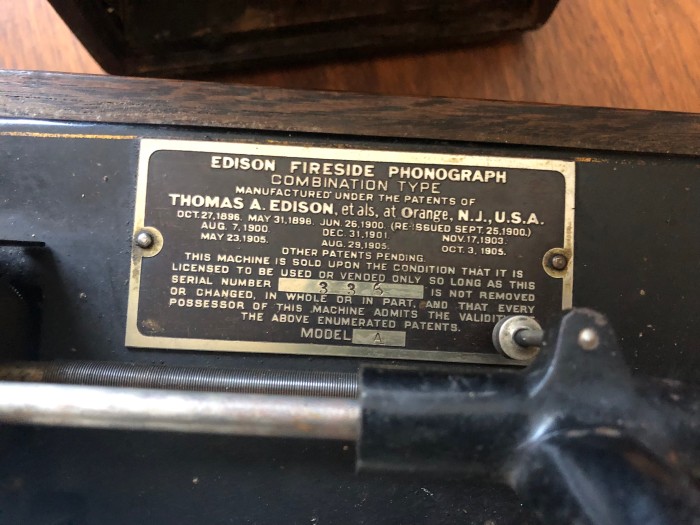 EDISON FIRESIDE PHONOGRAPH
COMBINATION TYPE
MANUFACTURED UNDER THE PATENTS OF
THOMAS A. EDISON, et als, at Orange, N.J., U.S.A.
OCT. 27, 1896. MAY 31, 1898. JUN. 26, 1900. (RE-ISSUED SEPT. 25, 1900.)
AUG. 7, 1900 DEC. 31, 1901 NOV. 17, 1903.
MAY 23, 1905. AUG. 29, 1905. OCT. 3, 1905.
OTHER PATENTS PENDING.
THIS MACHINE IS SOLD UPON THE CONDITION THAT IT IS
LICENSED TO BE USED OR VENDED ONLY SO LONG AS THIS
SERIAL NUMBER 336 IS NOT REMOVED
OR CHANGED, IN WHOLE OR IN PART, AND THAT EVERY
POSSESSOR OF THIS MACHINE ADMITS THE VALIDIT
THE ABOVE ENUMERATED PATENTS.
MODEL A